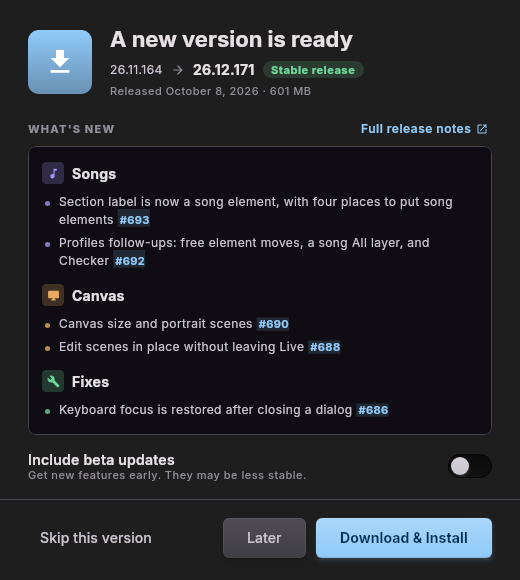 A new version is ready
26.11.164 → 26.12.171 Stable release
Released October 8, 2026 · 601 MB
WHAT'S NEW Full release notes
Songs
• Section label is now a song element, with four places to put song
elements #693
• Profiles follow-ups: free element moves, a song All layer, and
Checker #692
Canvas
• Canvas size and portrait scenes #690
• Edit scenes in place without leaving Live #688
Fixes
• Keyboard focus is restored after closing a dialog #686
Include beta updates
Get new features early. They may be less stable.
Skip this version Later Download & Install